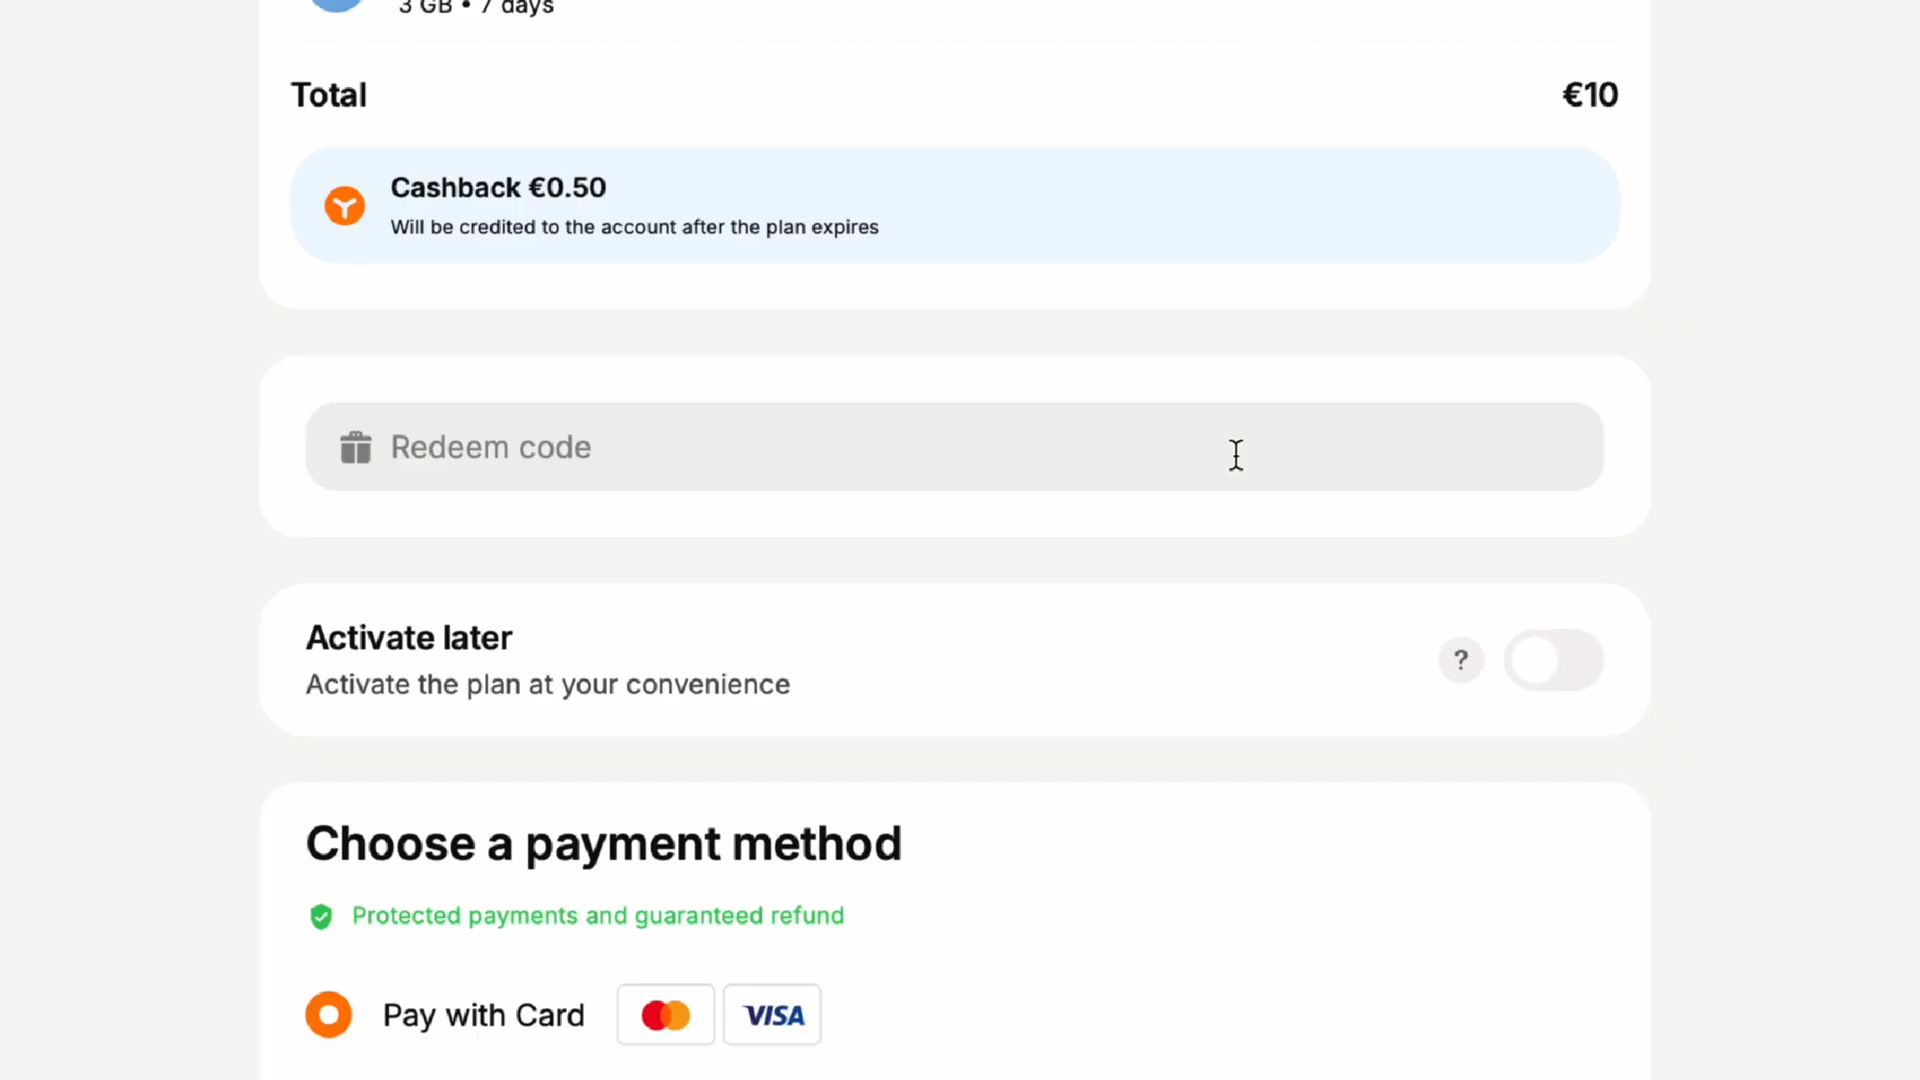 3 GB • 7 days
Total
€10
Cashback €0.50
Will be credited to the account after the plan expires
Redeem code
Activate later
Activate the plan at your convenience
?
Choose a payment method
Protected payments and guaranteed refund
Pay with Card
VISA